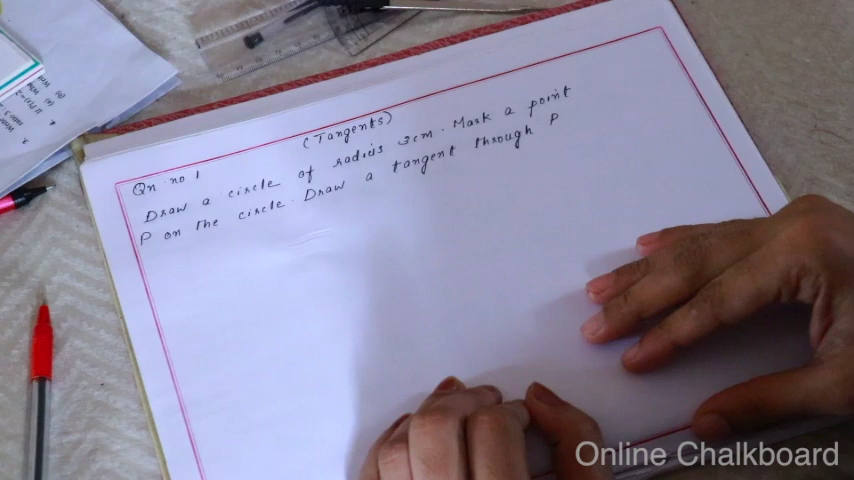 (Tangents)
Qn no 1
Draw a circle of radius 3cm. Mark a point
P on the circle. Draw a tangent through P
Online Chalkboard